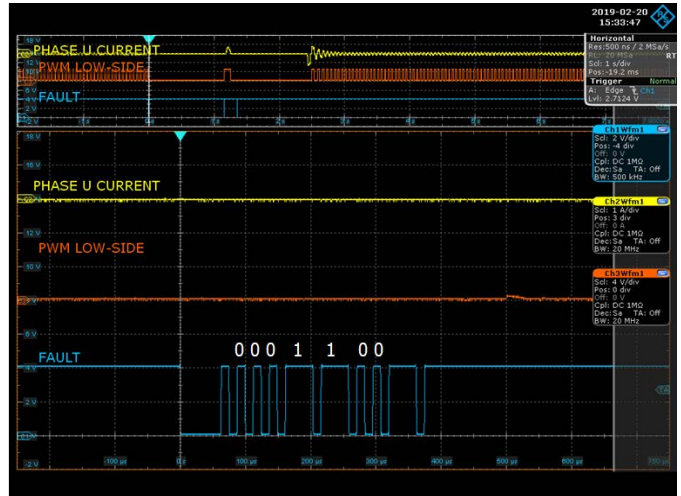 2019-02-20
15:33:47
Horizontal
Res:500 ns / 2 MSa/s
RL: 20 MSa RT
Scl: 1 s/div
Pos:-19.2 ms
Trigger Normal
A: Edge Ch1
Lvl: 2.7124 V
PHASE U CURRENT
PWM LOW-SIDE
FAULT
18 V
16 V
PHASE U CURRENT
12 V
PWM LOW-SIDE
10 V
6 V
0 0 0 1 1 0 0
FAULT
2 V
-2 V
-100 µs
0 s
100 µs
200 µs
300 µs
400 µs
500 µs
600 µs
Ch1Wfm1
Scl: 2 V/div
Pos: -4 div
Off: 0 V
Cpl: DC 1MΩ
Dec:Sa TA: Off
BW: 500 kHz
Ch2Wfm1
Scl: 1 A/div
Pos: 3 div
Off: 0 A
Cpl: DC 1MΩ
Dec:Sa TA: Off
BW: 20 MHz
Ch3Wfm1
Scl: 4 V/div
Pos: 0 div
Off: 0 V
Cpl: DC 1MΩ
Dec:Sa TA: Off
BW: 20 MHz